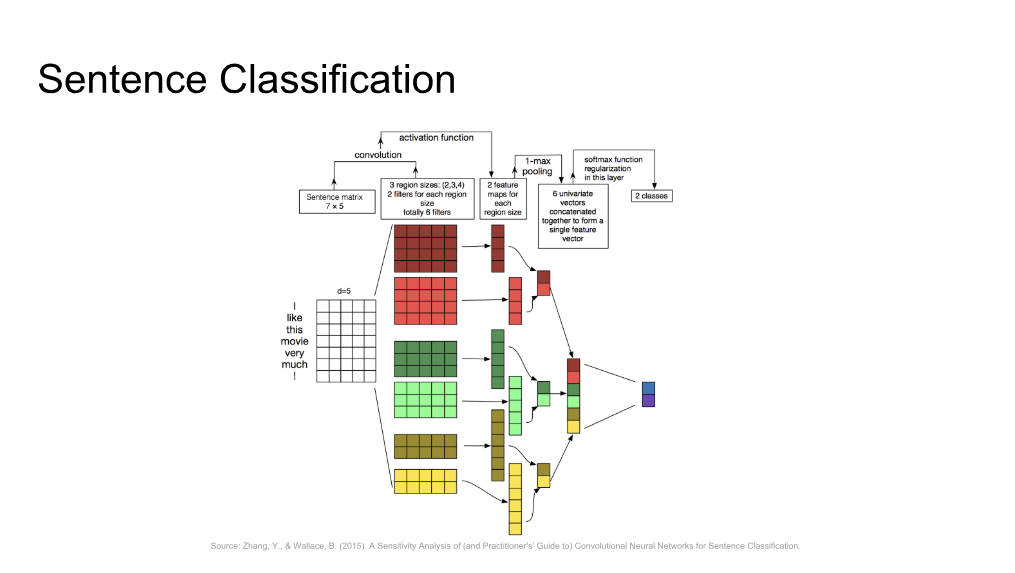 Sentence Classification
activation function
convolution
1-max
pooling
softmax function
regularization
in this layer
3 region sizes: (2,3,4)
2 filters for each region
size
totally 6 filters
2 feature
maps for
each
region size
6 univariate
vectors
concatenated
together to form a
single feature
vector
Sentence matrix
7 × 5
2 classes
d=5
I
like
this
movie
very
much
!
Source: Zhang, Y., & Wallace, B. (2015). A Sensitivity Analysis of (and Practitioner's' Guide to) Convolutional Neural Networks for Sentence Classification.